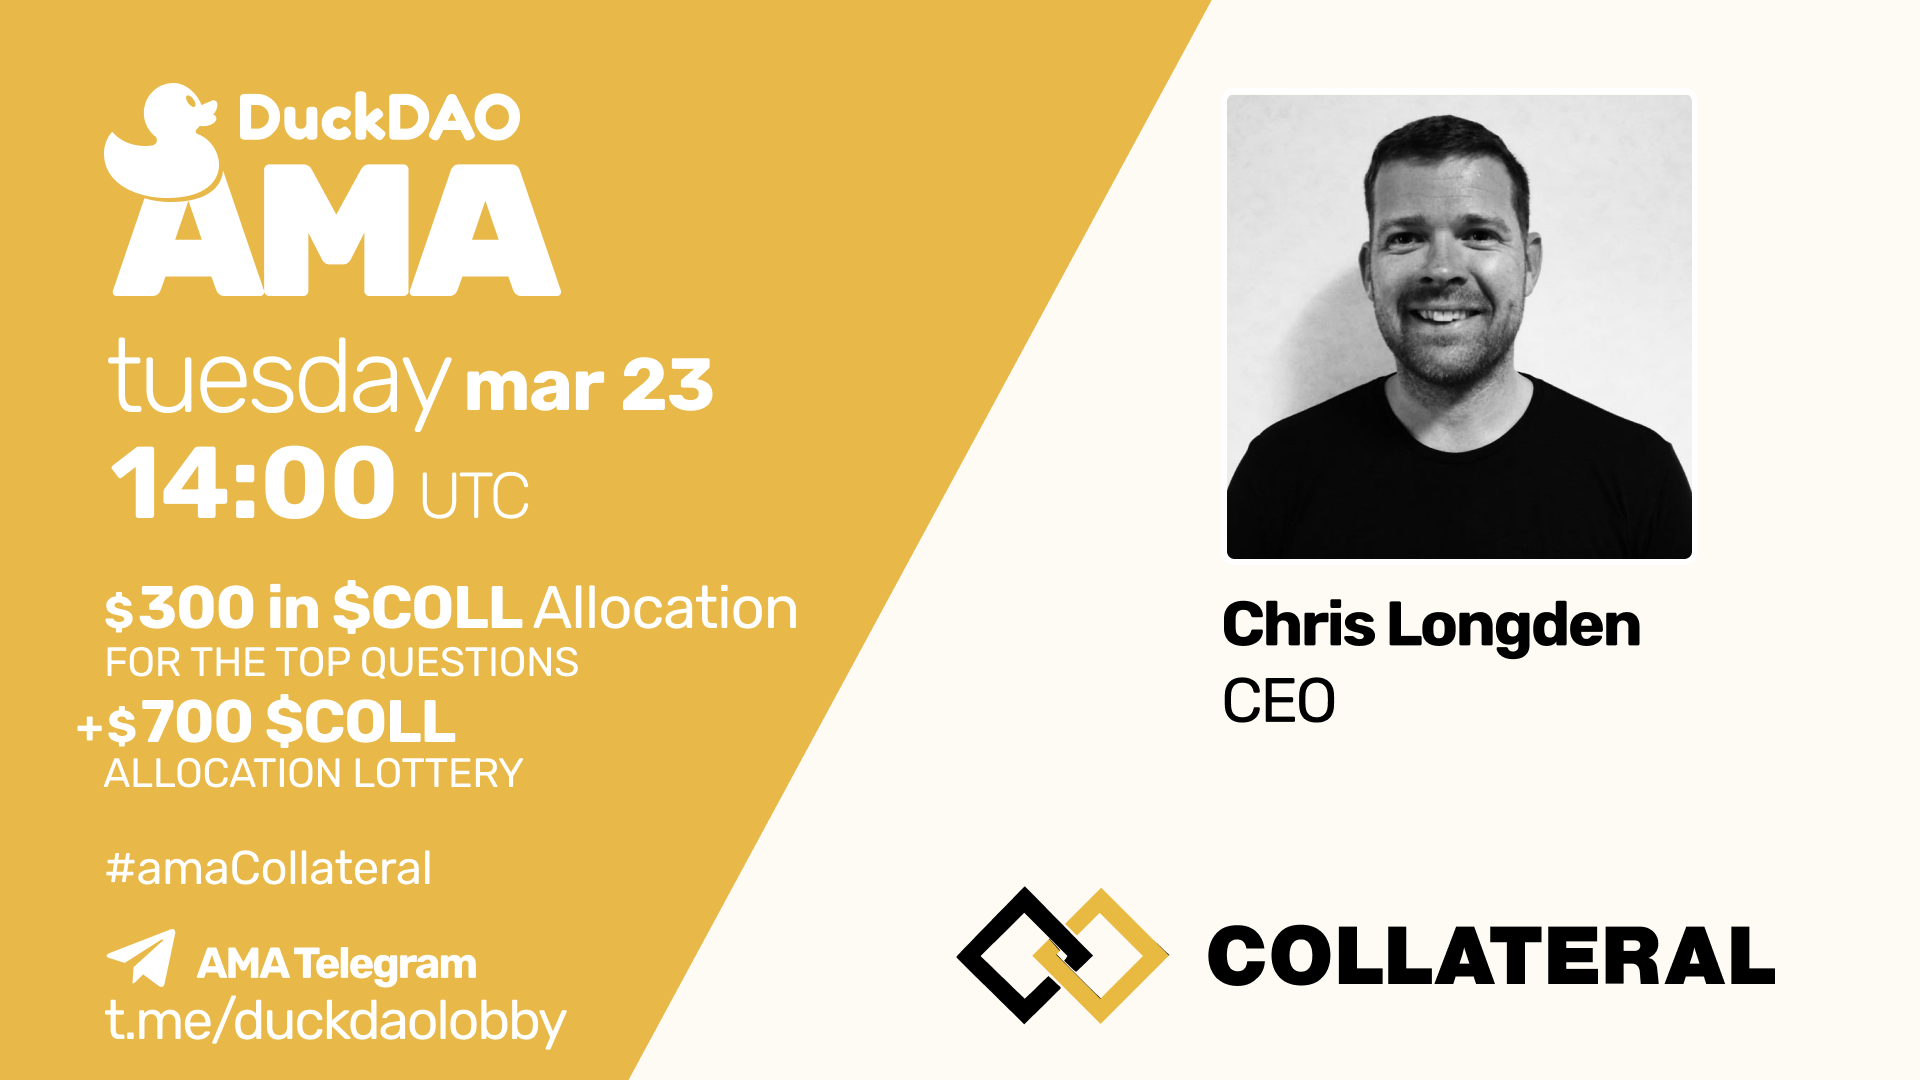 DuckDAO
AMA
tuesday mar 23
14:00 UTC
$300 in $COLL Allocation
FOR THE TOP QUESTIONS
+$700 $COLL
ALLOCATION LOTTERY
#amaCollateral
AMA Telegram
t.me/duckdaolobby
Chris Longden
CEO
COLLATERAL